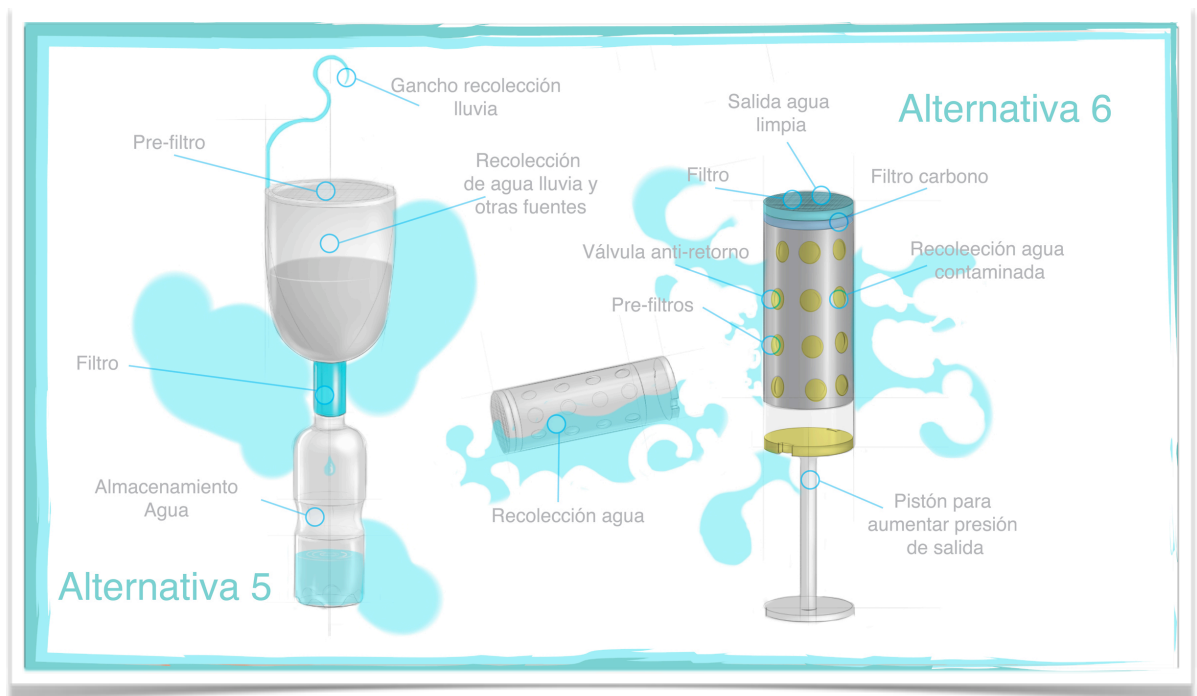 Gancho recolección
lluvia
Pre-filtro
Recolección
de agua lluvia y
otras fuentes
Filtro
Almacenamiento
Agua
Alternativa 5
Alternativa 6
Salida agua
limpia
Filtro
Filtro carbono
Válvula anti-retorno
Recoleección agua
contaminada
Pre-filtros
Recolección agua
Pistón para
aumentar presión
de salida